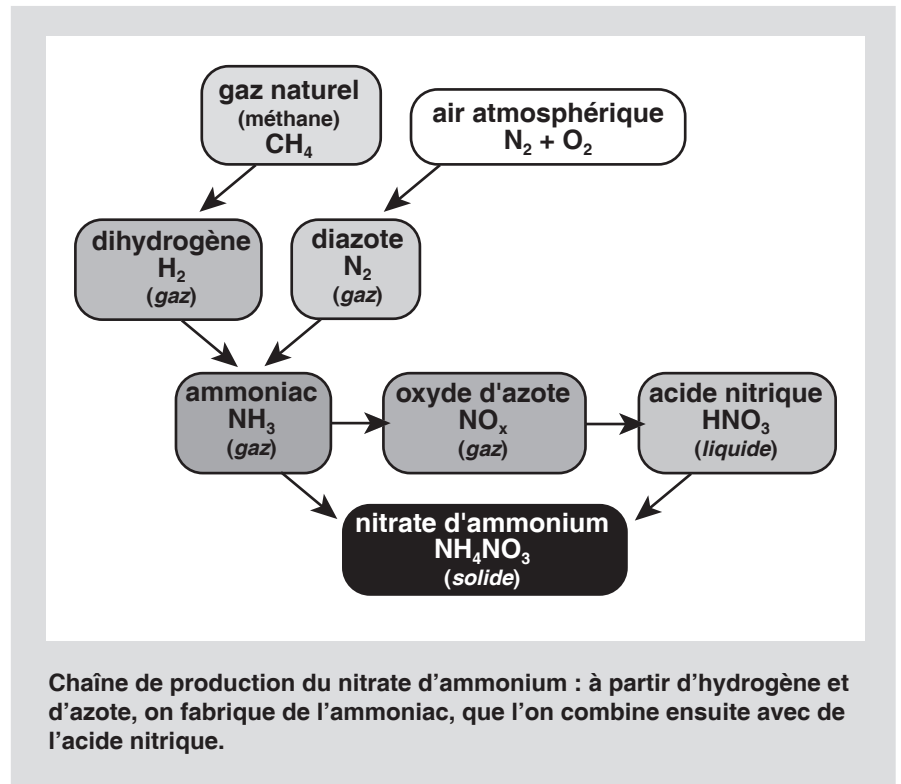 gaz naturel
(méthane)
CH₄
air atmosphérique
N₂ + O₂
dihydrogène
H₂
(gaz)
diazote
N₂
(gaz)
ammoniac
NH₃
(gaz)
oxyde d'azote
NOₓ
(gaz)
acide nitrique
HNO₃
(liquide)
nitrate d'ammonium
NH₄NO₃
(solide)
Chaîne de production du nitrate d’ammonium : à partir d’hydrogène et
d’azote, on fabrique de l’ammoniac, que l’on combine ensuite avec de
l’acide nitrique.